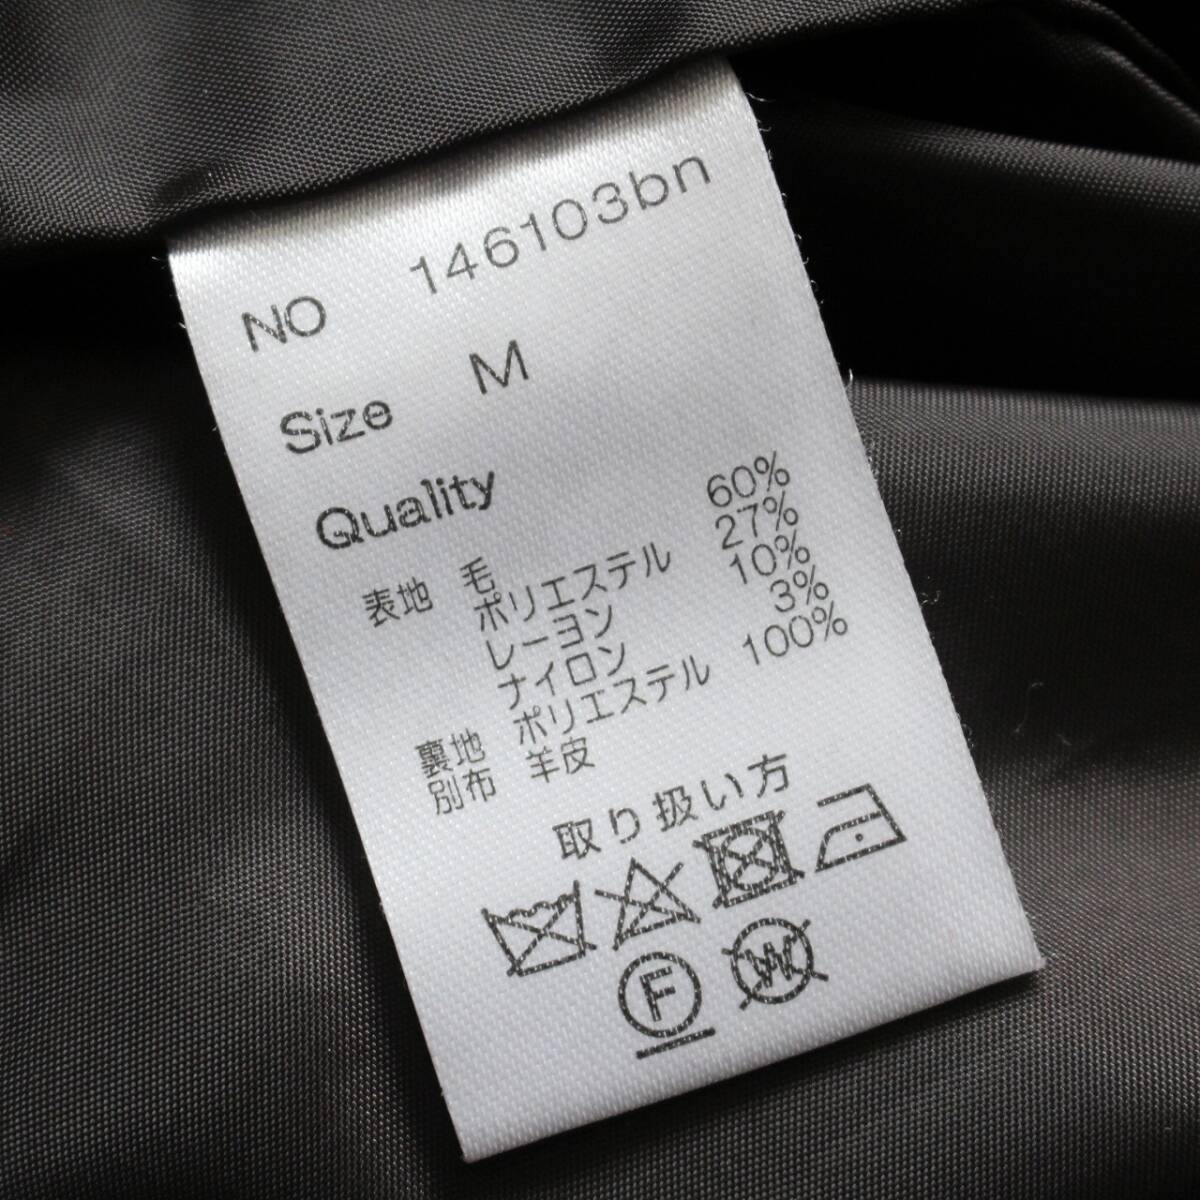 NO 146103bn
Size M
Quality
表地 毛 60%
ポリエステル 27%
レーヨン 10%
ナイロン 3%
裏地 ポリエステル 100%
別布 羊皮
取り扱い方
F W